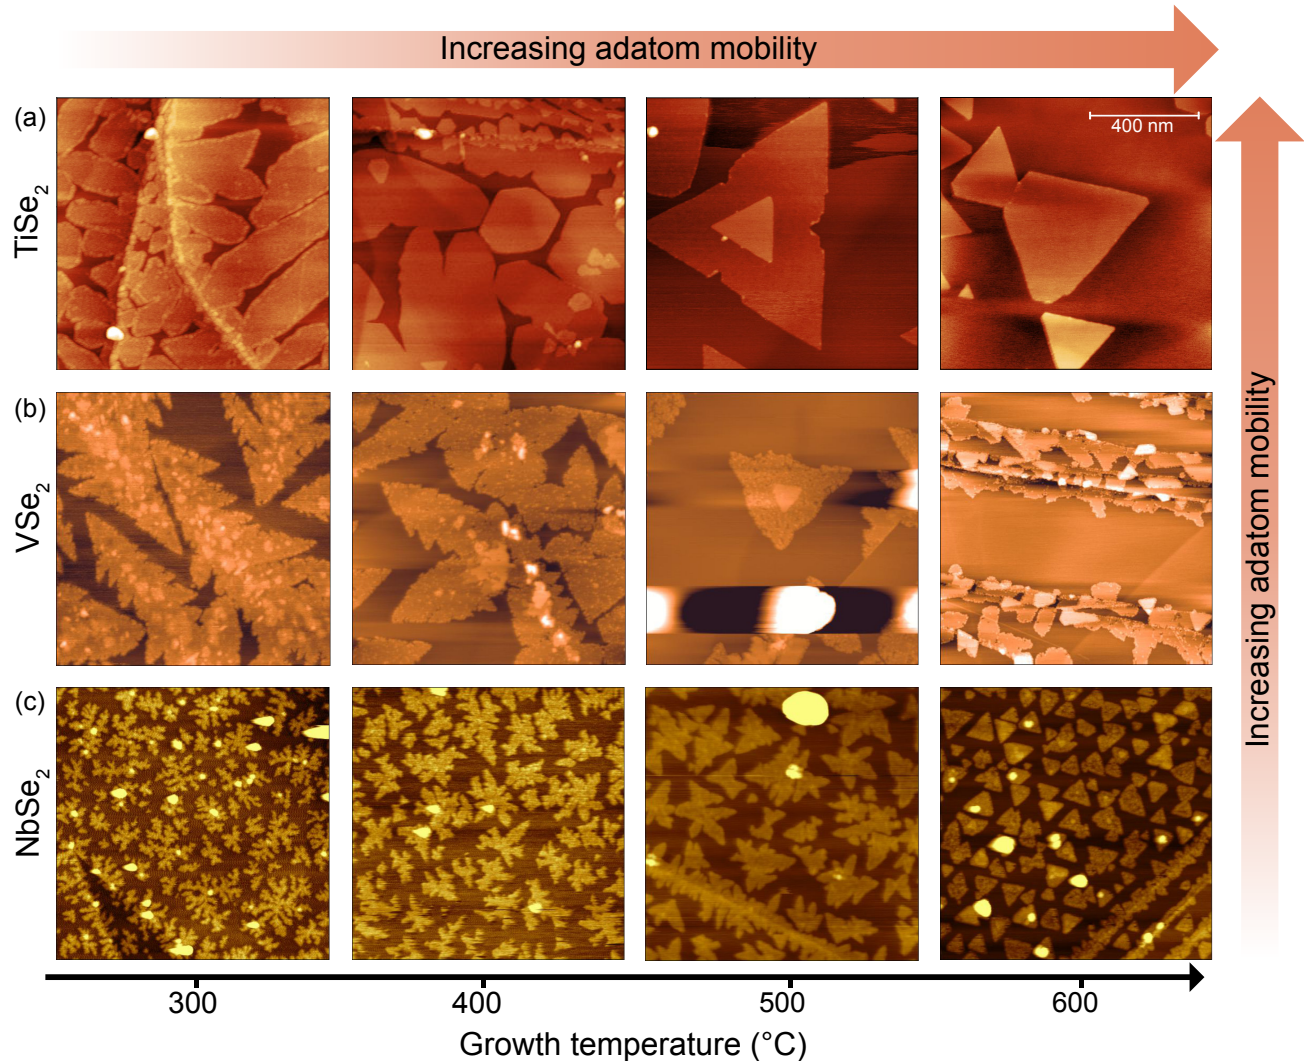 Increasing adatom mobility
(a)
TiSe₂
400 nm
(b)
VSe₂
(c)
NbSe₂
Increasing adatom mobility
300
400
500
600
Growth temperature (°C)